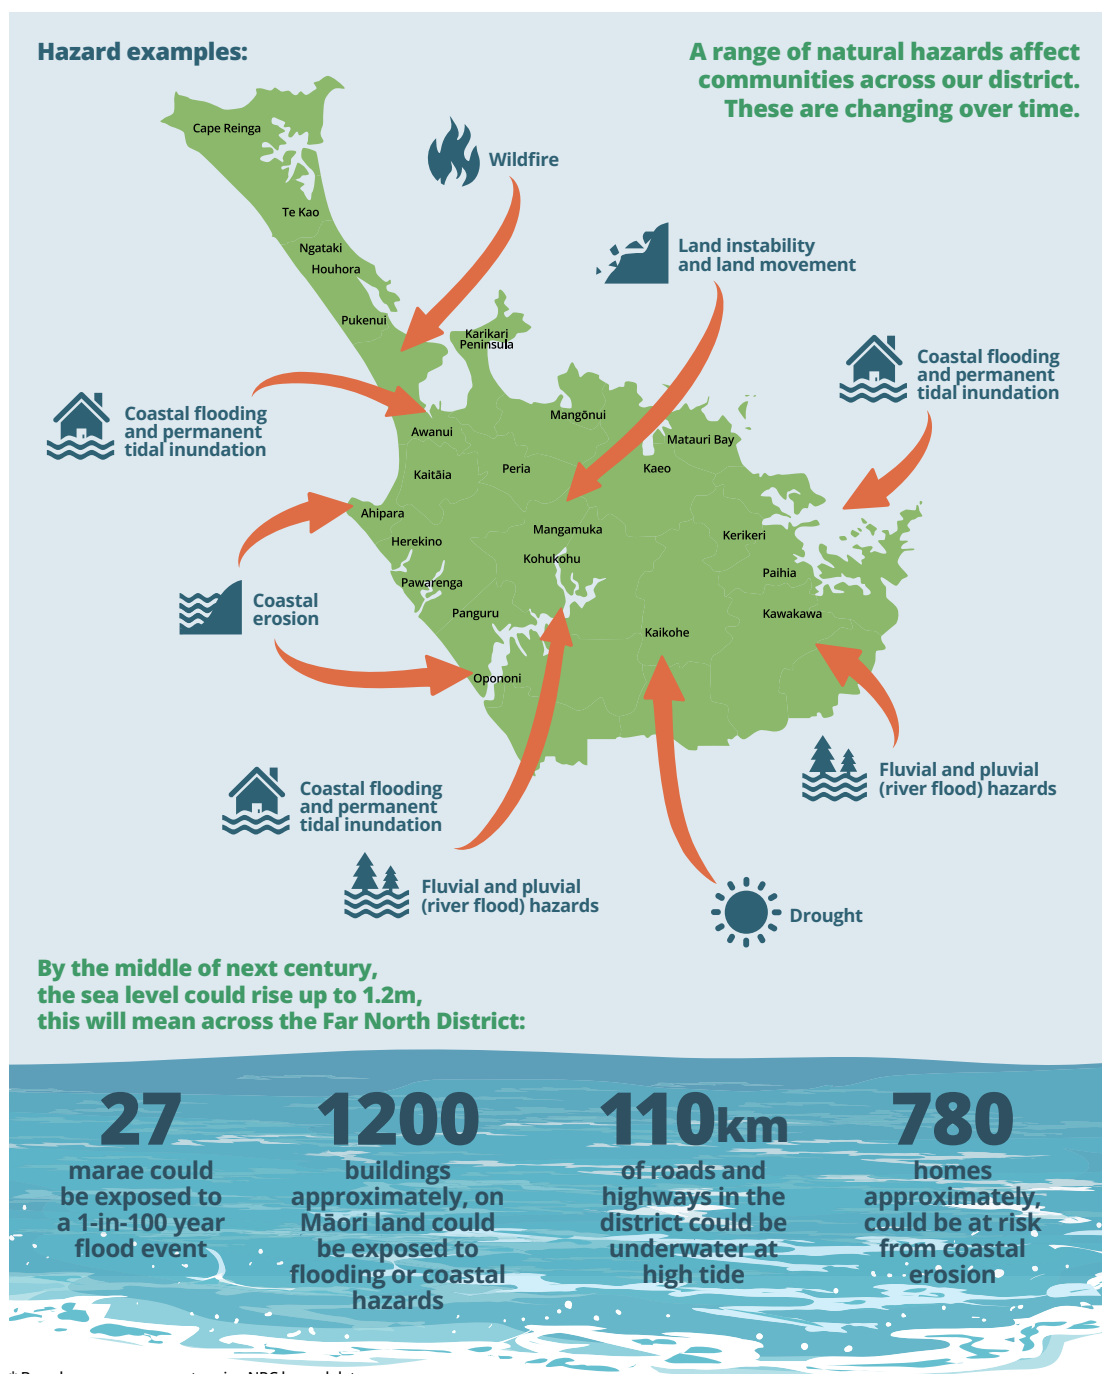 Hazard examples:
A range of natural hazards affect
communities across our district.
These are changing over time.
Cape Reinga
Wildfire
Te Kao
Ngataki
Houhora
Land instability
and land movement
Pukenui
Karikari
Peninsula
Coastal flooding
and permanent
tidal inundation
Coastal flooding
and permanent
tidal inundation
Mangōnui
Awanui
Matauri Bay
Kaitāia
Peria
Kaeo
Ahipara
Herekino
Mangamuka
Kerikeri
Kohukohu
Pawarenga
Paihia
Coastal
erosion
Panguru
Kawakawa
Kaikohe
Opononi
Coastal flooding
and permanent
tidal inundation
Fluvial and pluvial
(river flood) hazards
Fluvial and pluvial
(river flood) hazards
Drought
By the middle of next century,
the sea level could rise up to 1.2m,
this will mean across the Far North District:
27
marae could
be exposed to
a 1-in-100 year
flood event
1200
buildings
approximately, on
Māori land could
be exposed to
flooding or coastal
hazards
110km
of roads and
highways in the
district could be
underwater at
high tide
780
homes
approximately,
could be at risk
from coastal
erosion